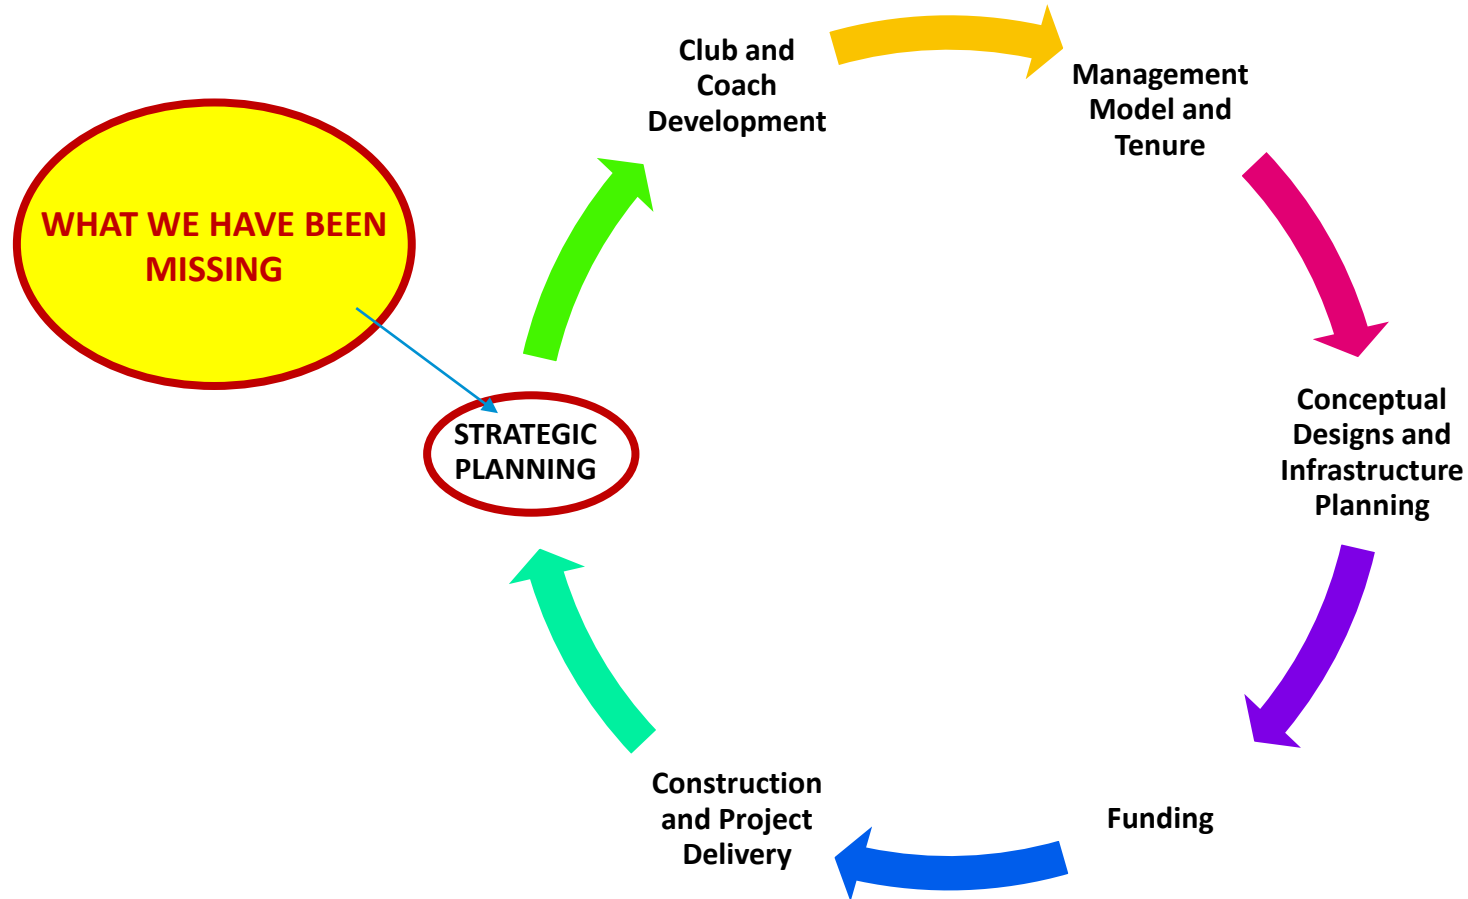 Club and
Coach
Development
Management
Model and
Tenure
WHAT WE HAVE BEEN
MISSING
STRATEGIC
PLANNING
Conceptual
Designs and
Infrastructure
Planning
Construction
and Project
Delivery
Funding